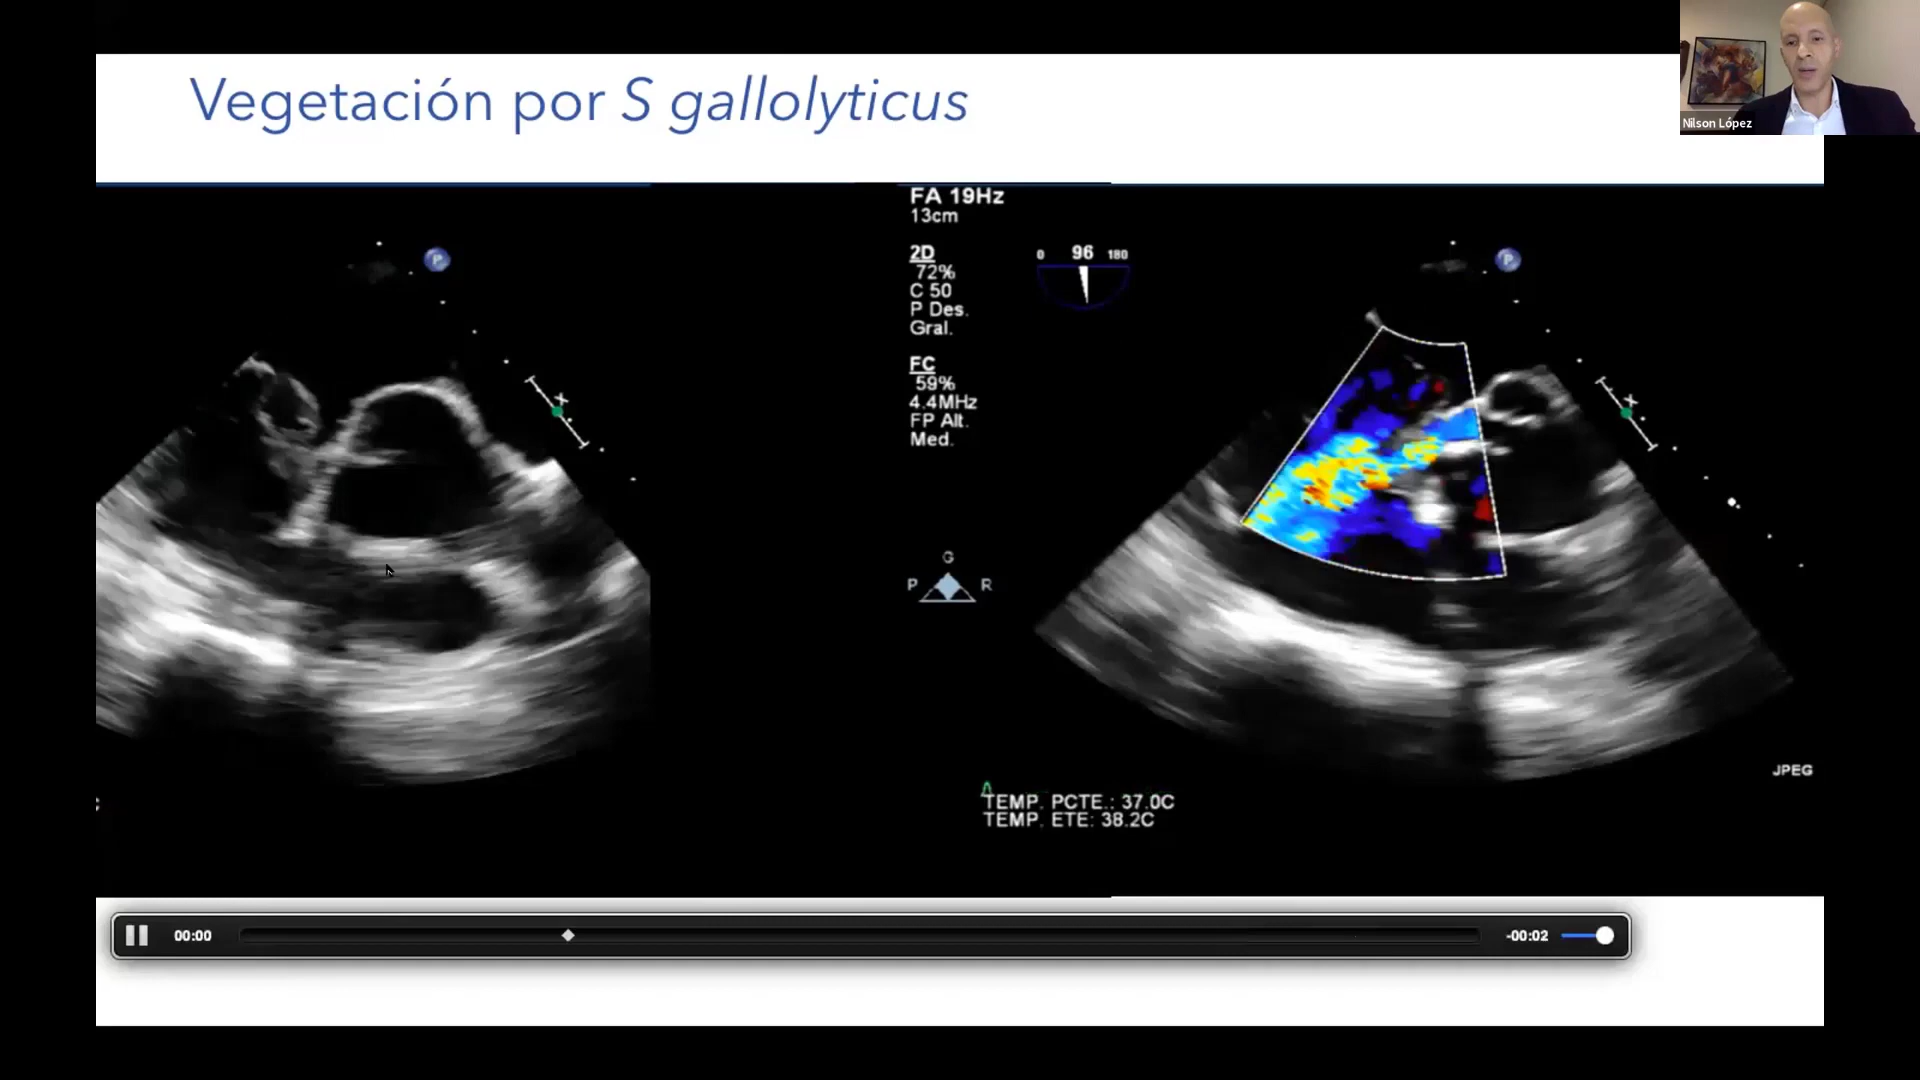 Vegetación por S gallolyticus
Nilson López
FA 19Hz
13cm
2D
72%
C 50
P Des.
Gral.
FC
59%
4.4MHz
FP Alt.
Med.
0 96 180
P
P
X
X
G
P R
JPEG
TEMP. PCTE.: 37.0C
TEMP. ETE: 38.2C
00:00
-00:02